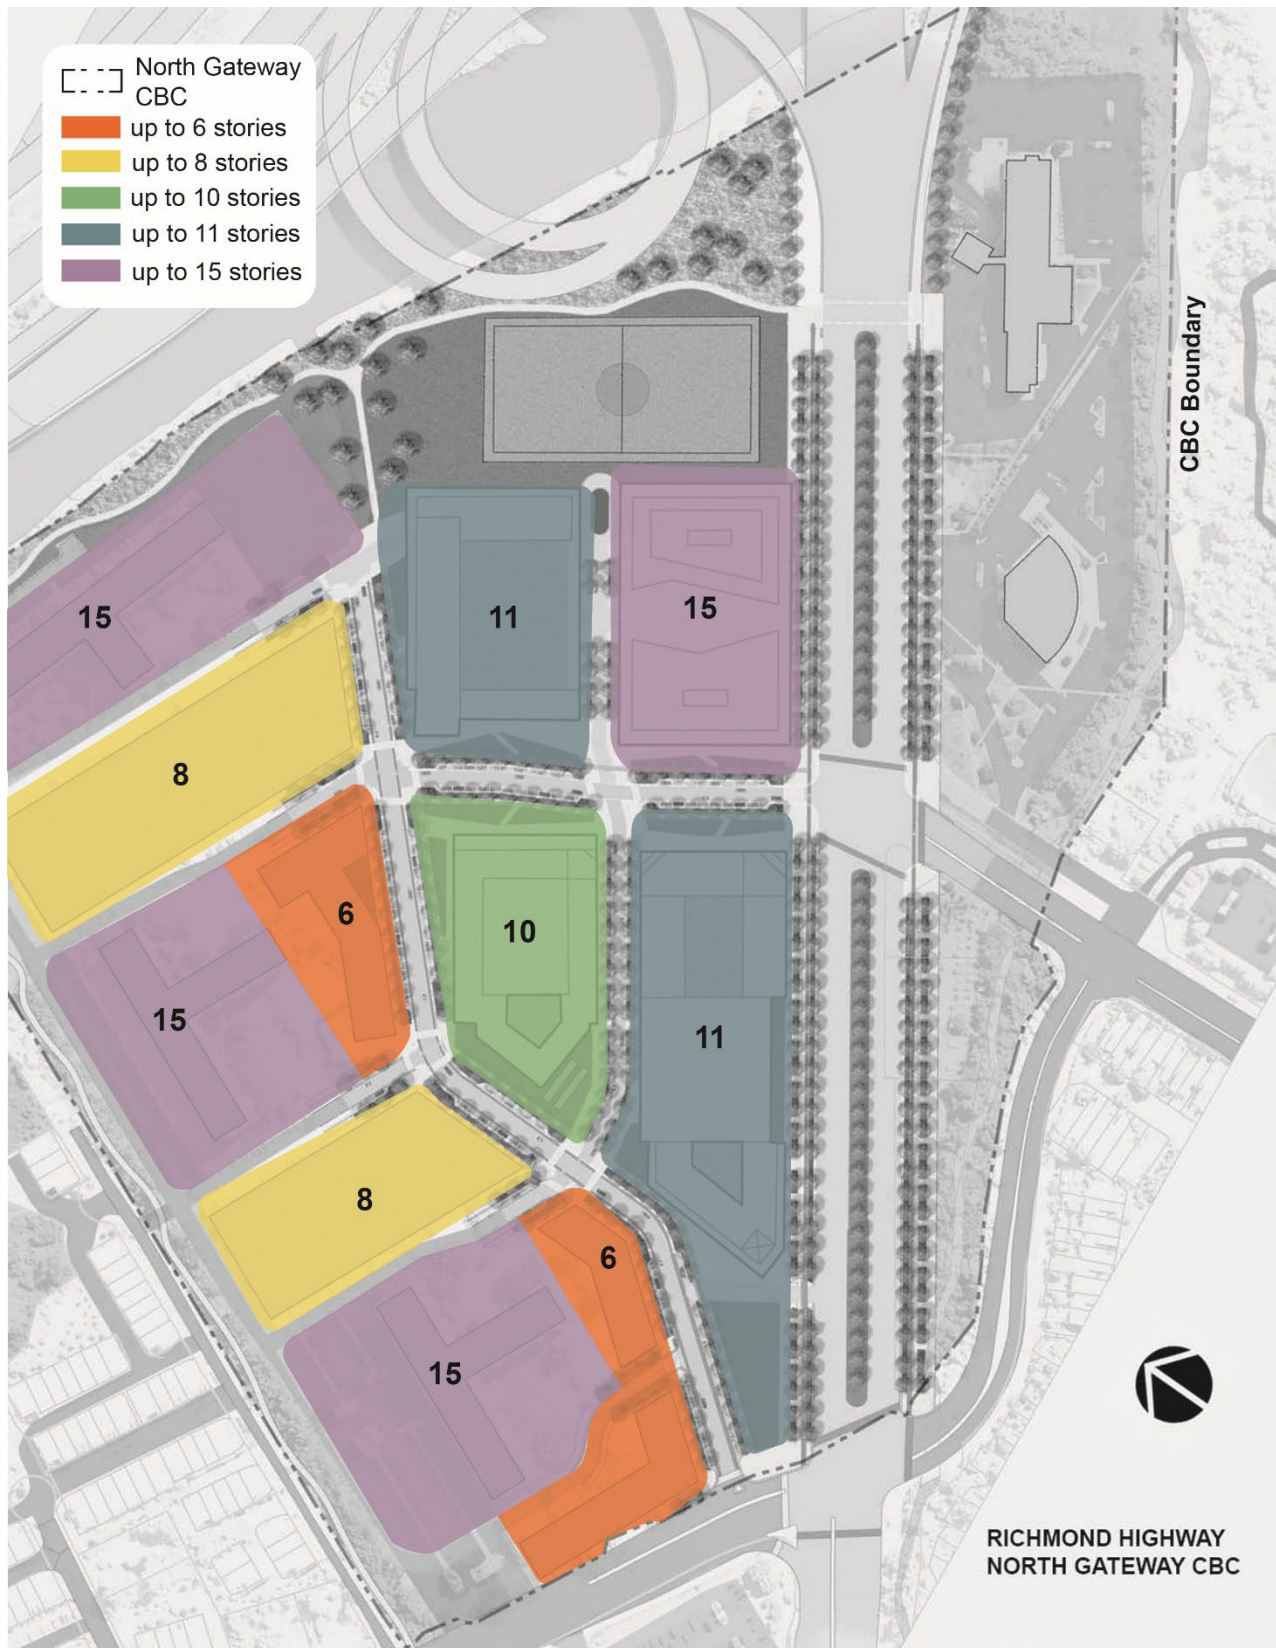 North Gateway
CBC
up to 6 stories
up to 8 stories
up to 10 stories
up to 11 stories
up to 15 stories
CBC Boundary
15
11
15
8
6
10
15
11
8
6
15
RICHMOND HIGHWAY
NORTH GATEWAY CBC